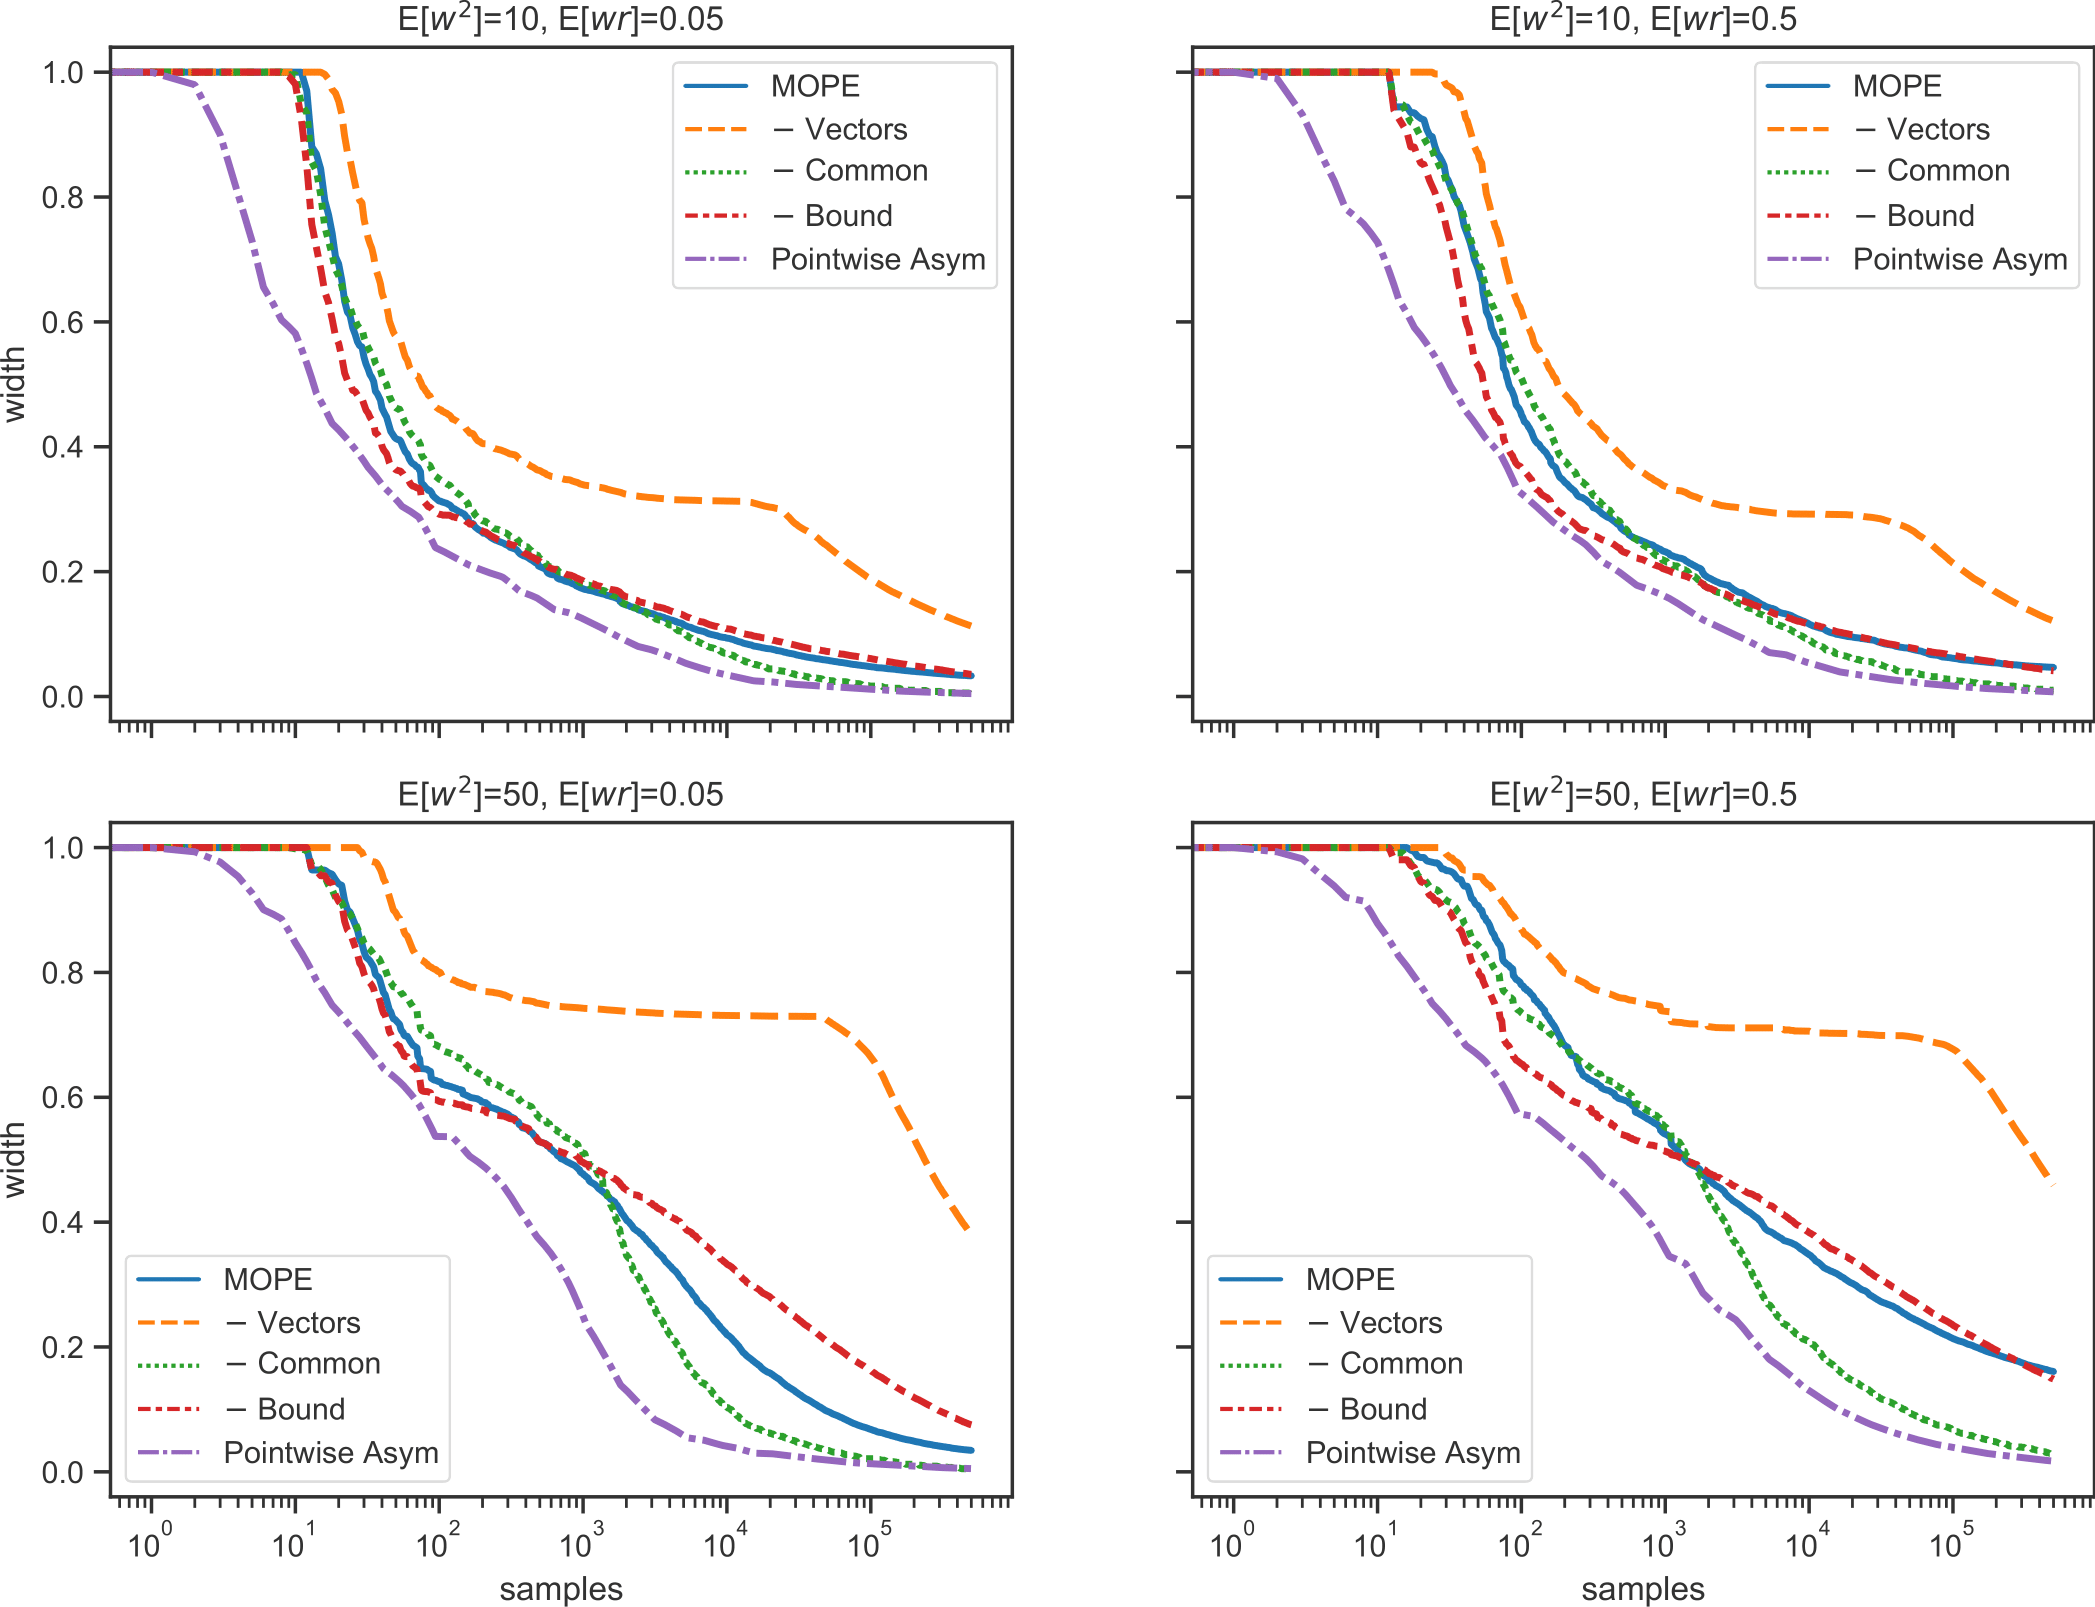 E[w²]=10, E[wr]=0.05
1.0
0.8
0.6
0.4
0.2
0.0
width
MOPE
− Vectors
− Common
− Bound
Pointwise Asym
E[w²]=10, E[wr]=0.5
MOPE
− Vectors
− Common
− Bound
Pointwise Asym
E[w²]=50, E[wr]=0.05
1.0
0.8
0.6
0.4
0.2
0.0
width
MOPE
− Vectors
− Common
− Bound
Pointwise Asym
10⁰ 10¹ 10² 10³ 10⁴ 10⁵
samples
E[w²]=50, E[wr]=0.5
MOPE
− Vectors
− Common
− Bound
Pointwise Asym
10⁰ 10¹ 10² 10³ 10⁴ 10⁵
samples